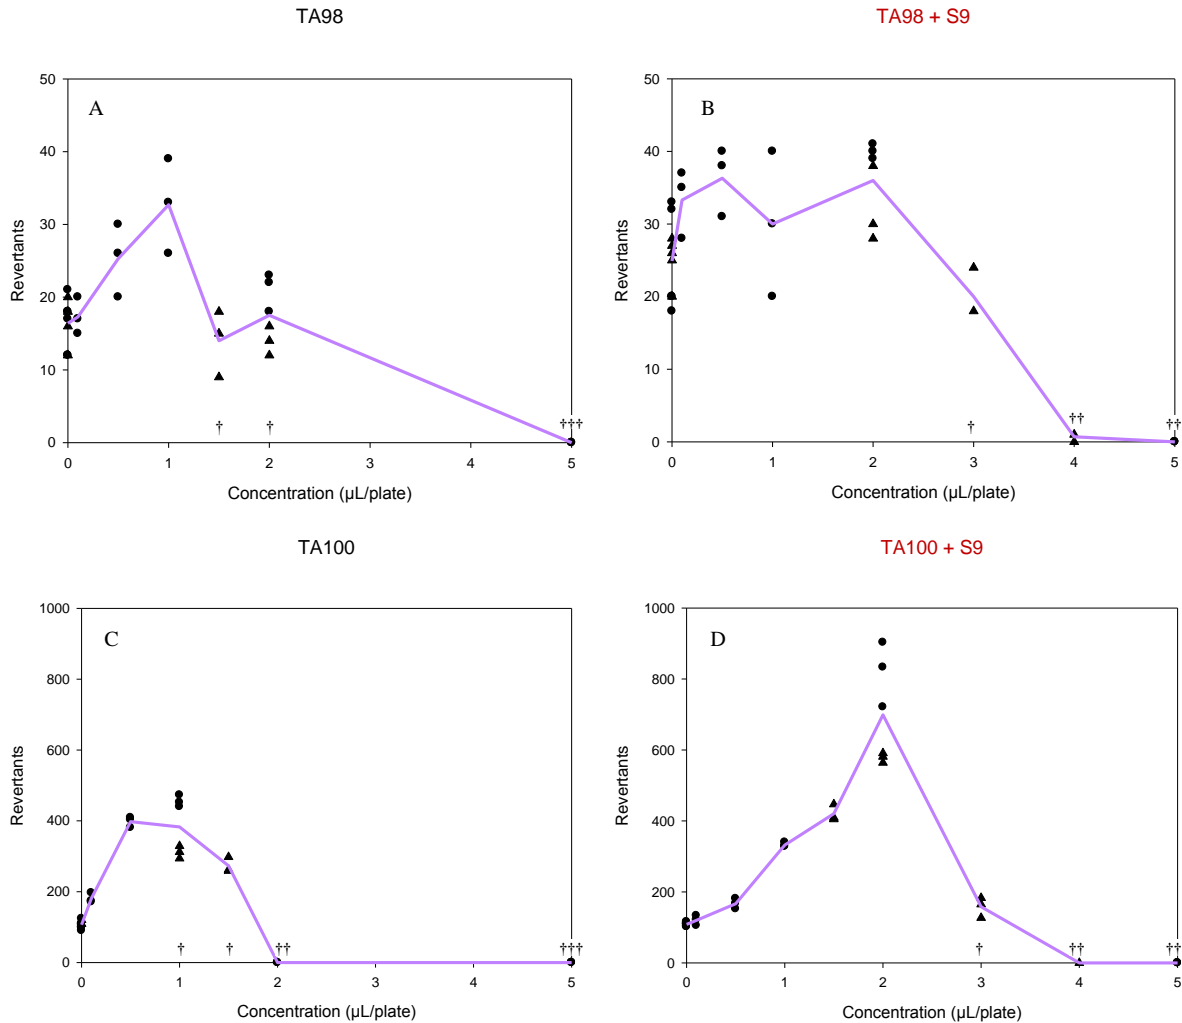 TA98
50
A
40
30
20
10
0
† † †††
0 1 2 3 4 5
Revertants
Concentration (µL/plate)
TA98 + S9
50
B
40
30
20
10
0
† †† ††
0 1 2 3 4 5
Revertants
Concentration (µL/plate)
TA100
1000
C
800
600
400
200
0
† † †† †††
0 1 2 3 4 5
Revertants
Concentration (µL/plate)
TA100 + S9
1000
D
800
600
400
200
0
† †† ††
0 1 2 3 4 5
Revertants
Concentration (µL/plate)